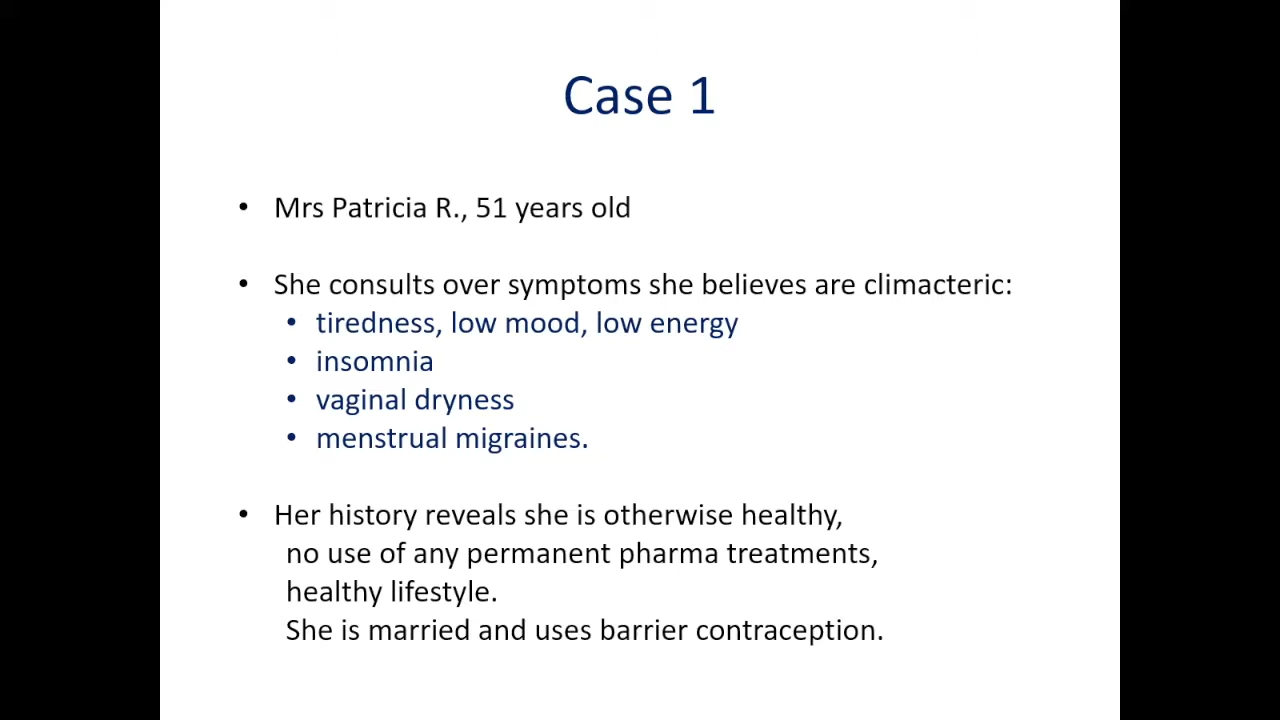 Case 1
• Mrs Patricia R., 51 years old
• She consults over symptoms she believes are climacteric:
• tiredness, low mood, low energy
• insomnia
• vaginal dryness
• menstrual migraines.
• Her history reveals she is otherwise healthy,
no use of any permanent pharma treatments,
healthy lifestyle.
She is married and uses barrier contraception.